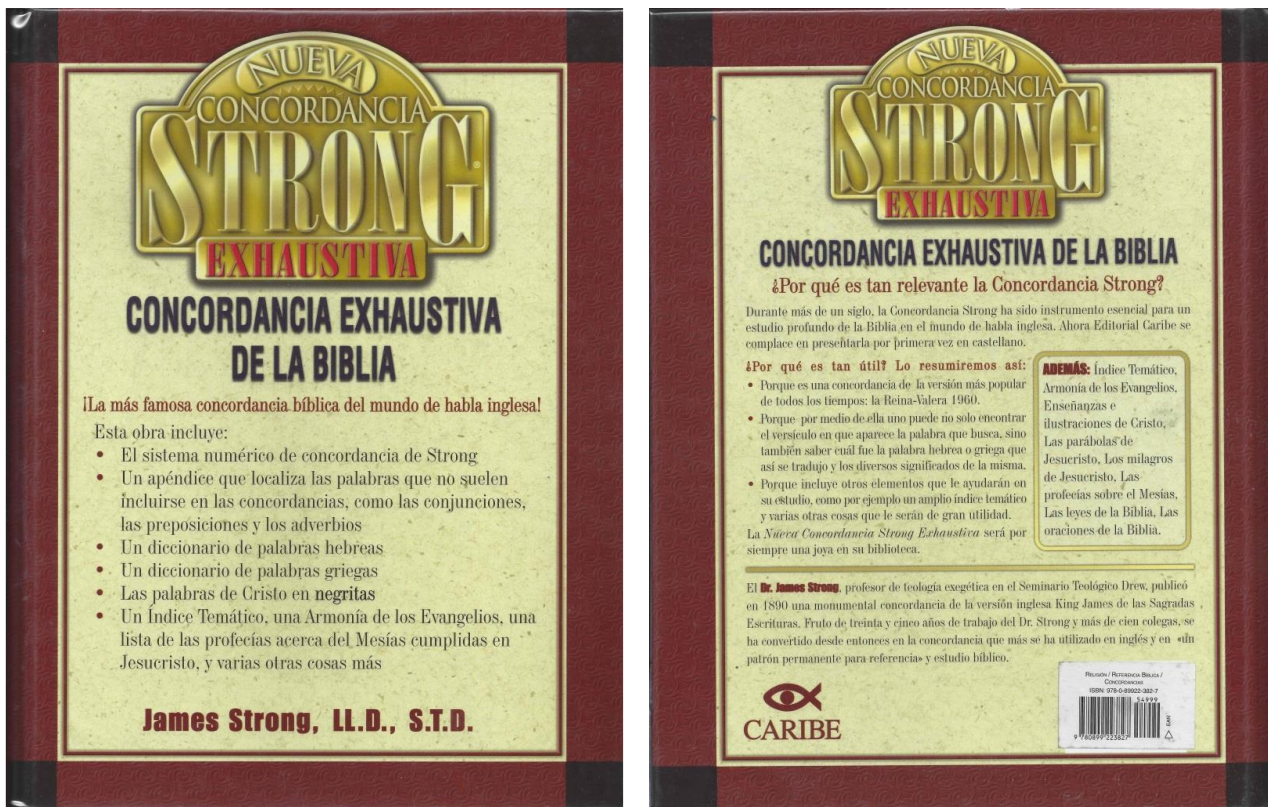 NUEVA
CONCORDANCIA
STRONG®
EXHAUSTIVA
CONCORDANCIA EXHAUSTIVA
DE LA BIBLIA
¡La más famosa concordancia bíblica del mundo de habla inglesa!
Esta obra incluye:
• El sistema numérico de concordancia de Strong
• Un apéndice que localiza las palabras que no suelen
incluirse en las concordancias, como las conjunciones,
las preposiciones y los adverbios
• Un diccionario de palabras hebreas
• Un diccionario de palabras griegas
• Las palabras de Cristo en negritas
• Un Índice Temático, una Armonía de los Evangelios, una
lista de las profecías acerca del Mesías cumplidas en
Jesucristo, y varias otras cosas más
James Strong, LL.D., S.T.D.
NUEVA
CONCORDANCIA
STRONG®
EXHAUSTIVA
CONCORDANCIA EXHAUSTIVA DE LA BIBLIA
¿Por qué es tan relevante la Concordancia Strong?
Durante más de un siglo, la Concordancia Strong ha sido instrumento esencial para un
estudio profundo de la Biblia en el mundo de habla inglesa. Ahora Editorial Caribe se
complace en presentarla por primera vez en castellano.
¿Por qué es tan útil? Lo resumiremos así:
• Porque es una concordancia de la versión más popular
de todos los tiempos: la Reina-Valera 1960.
• Porque por medio de ella uno puede no solo encontrar
el versículo en que aparece la palabra que busca, sino
también saber cuál fue la palabra hebrea o griega que
así se tradujo y los diversos significados de la misma.
• Porque incluye otros elementos que le ayudarán en
su estudio, como por ejemplo un amplio índice temático
y varias otras cosas que le serán de gran utilidad.
La Nueva Concordancia Strong Exhaustiva será por
siempre una joya en su biblioteca.
ADEMÁS: Índice Temático,
Armonía de los Evangelios,
Enseñanzas e
ilustraciones de Cristo,
Las parábolas de
Jesucristo, Los milagros
de Jesucristo, Las
profecías sobre el Mesías,
Las leyes de la Biblia, Las
oraciones de la Biblia.
El Dr. James Strong, profesor de teología exegética en el Seminario Teológico Drew, publicó
en 1890 una monumental concordancia de la versión inglesa King James de las Sagradas
Escrituras. Fruto de treinta y cinco años de trabajo del Dr. Strong y más de cien colegas, se
ha convertido desde entonces en la concordancia que más se ha utilizado en inglés y en «un
patrón permanente para referencia» y estudio bíblico.
CARIBE
Religión / Referencia Bíblica /
Concordancias
ISBN: 978-0-89922-382-7
54999
9 780899 223827
EAN